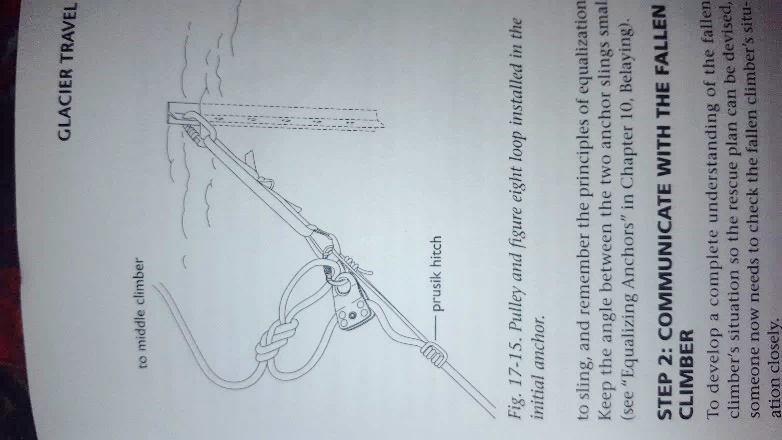 GLACIER TRAVEL
to middle climber
prusik hitch
Fig. 17-15. Pulley and figure eight loop installed in the
initial anchor.
to sling, and remember the principles of equalization
Keep the angle between the two anchor slings smal
(see "Equalizing Anchors" in Chapter 10, Belaying).
STEP 2: COMMUNICATE WITH THE FALLEN
CLIMBER
To develop a complete understanding of the fallen
climber's situation so the rescue plan can be devised,
someone now needs to check the fallen climber's situ-
ation closely.